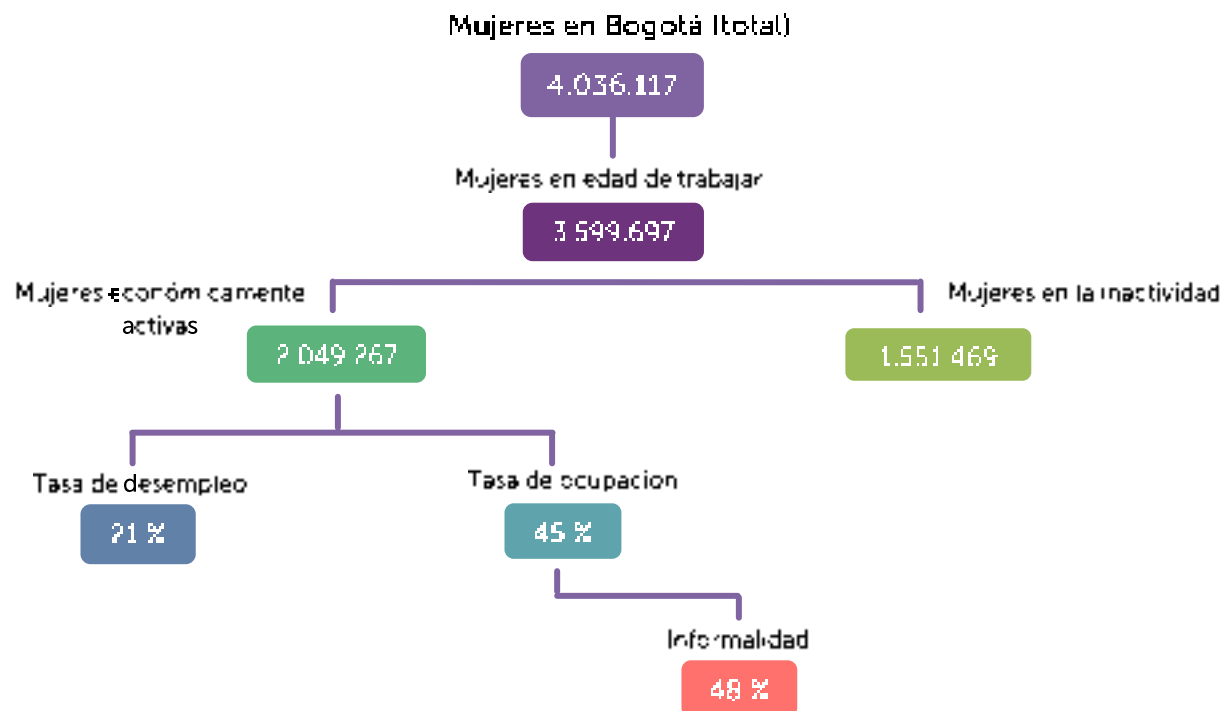 Mujeres en Bogotá (total)
4.036.117
Mujeres en edad de trabajar
3.599.697
Mujeres económicamente
activas
Mujeres en la inactividad
2.049.267
1.551.469
Tasa de desempleo
Tasa de ocupacion
21 %
45 %
Informalidad
48 %